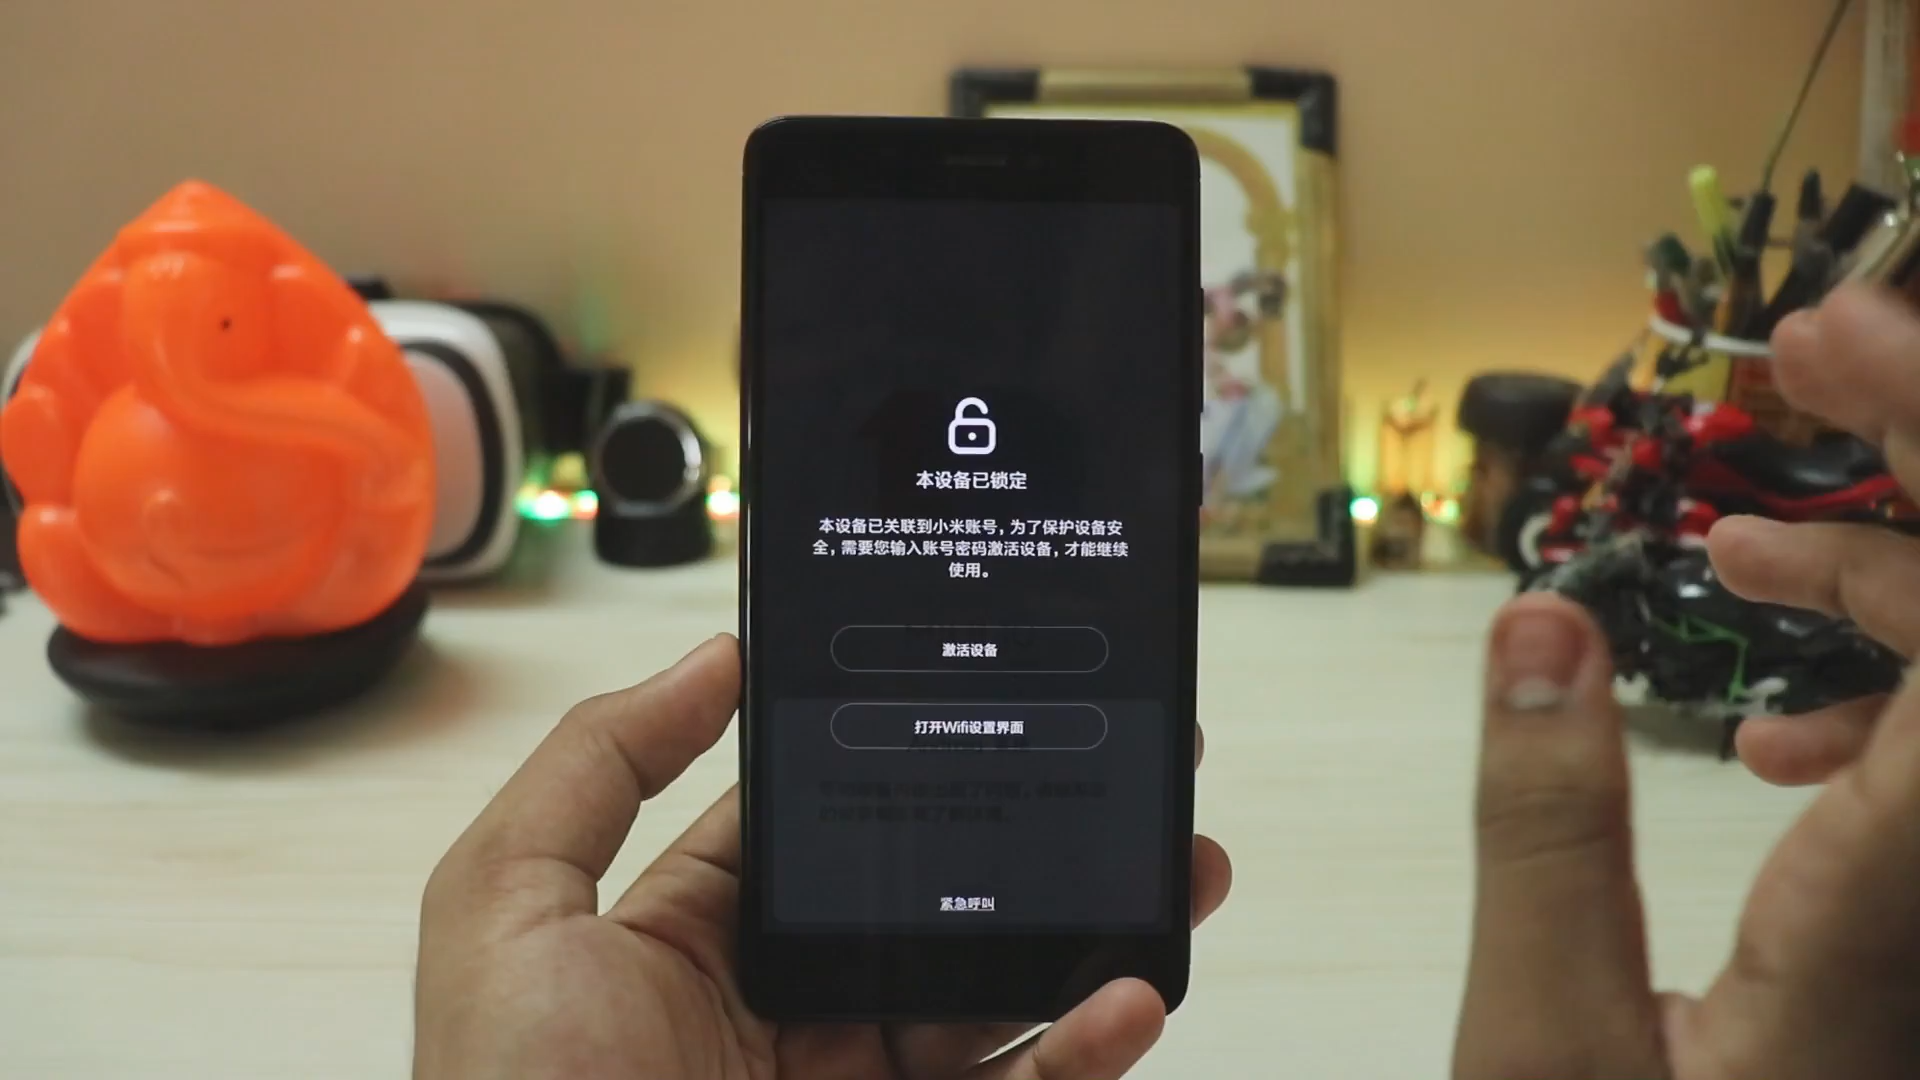 本设备已锁定
本设备已关联到小米账号，为了保护设备安
全，需要您输入账号密码激活设备，才能继续
使用。
激活设备
打开Wifi设置界面
紧急呼叫